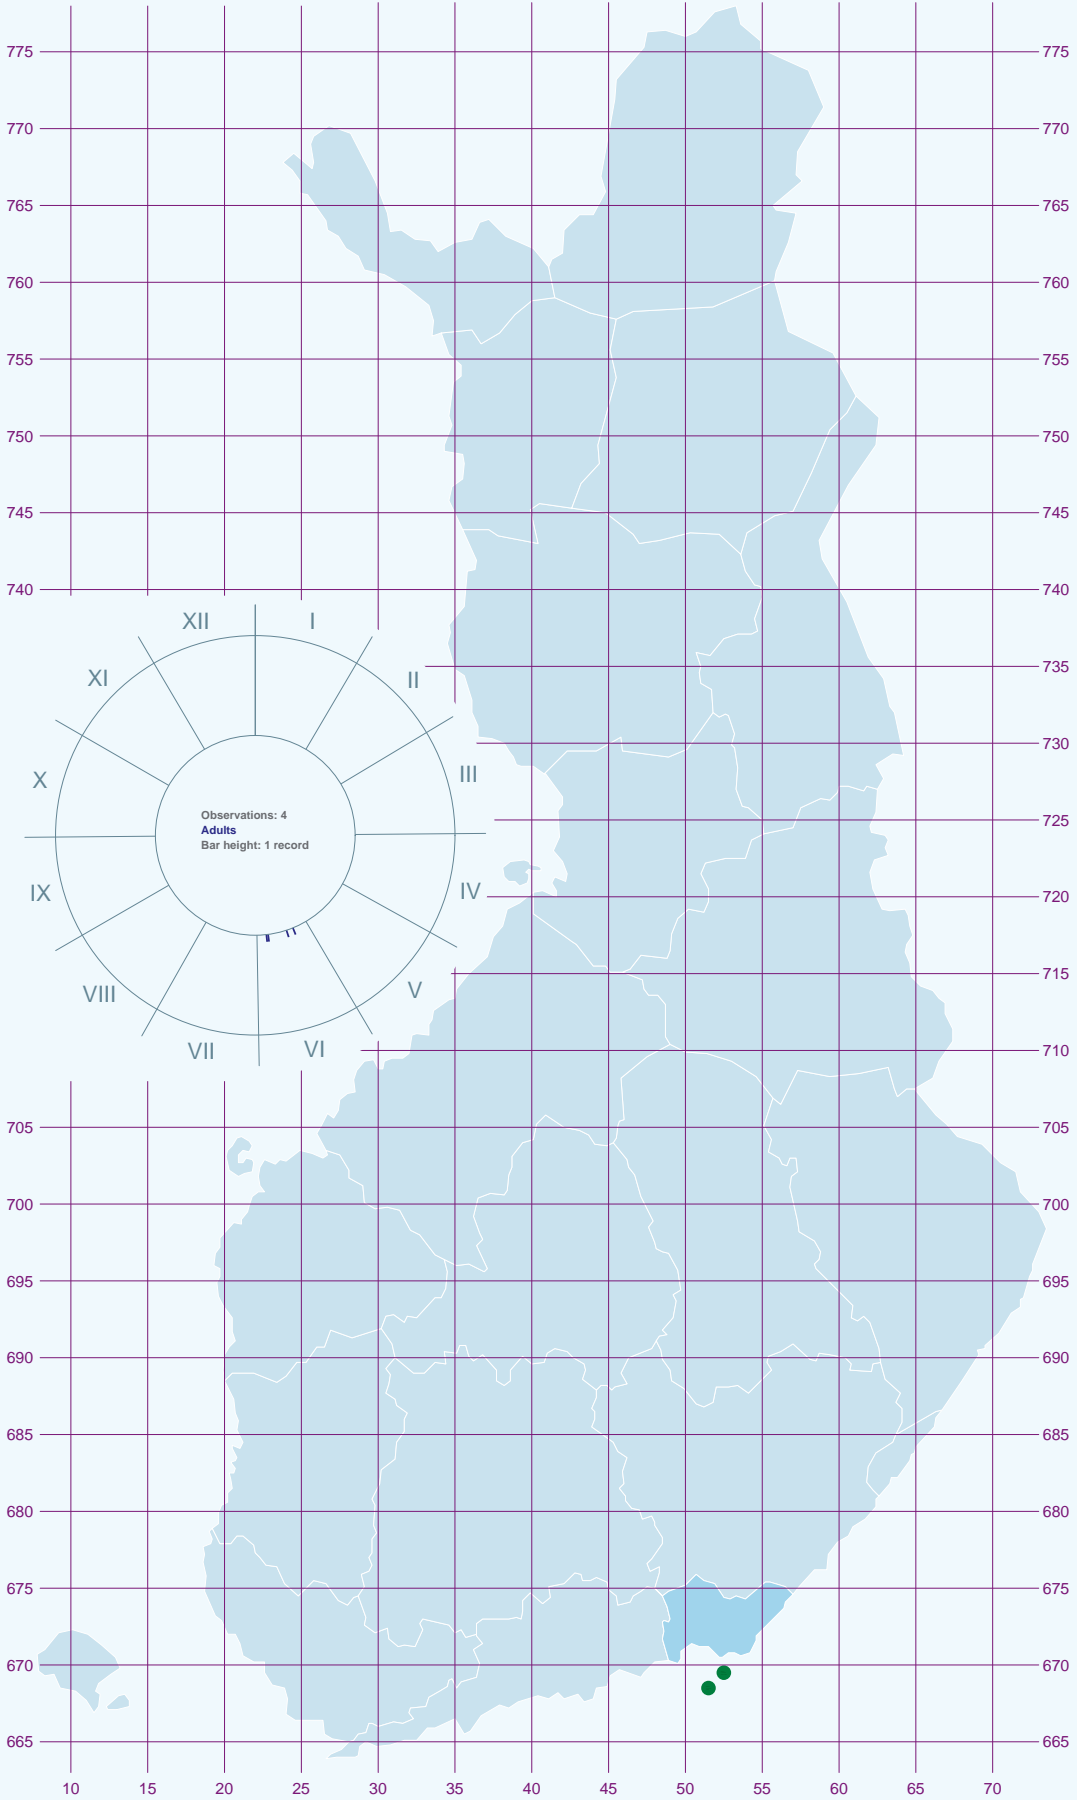 775 775
770 770
765 765
760 760
755 755
750 750
745 745
740 740
XII I
XI II
735
730
X III
Observations: 4
Adults
Bar height: 1 record
725
IX IV
720
VIII V
715
VII VI
710
705 705
700 700
695 695
690 690
685 685
680 680
675 675
670 670
665 665
10 15 20 25 30 35 40 45 50 55 60 65 70